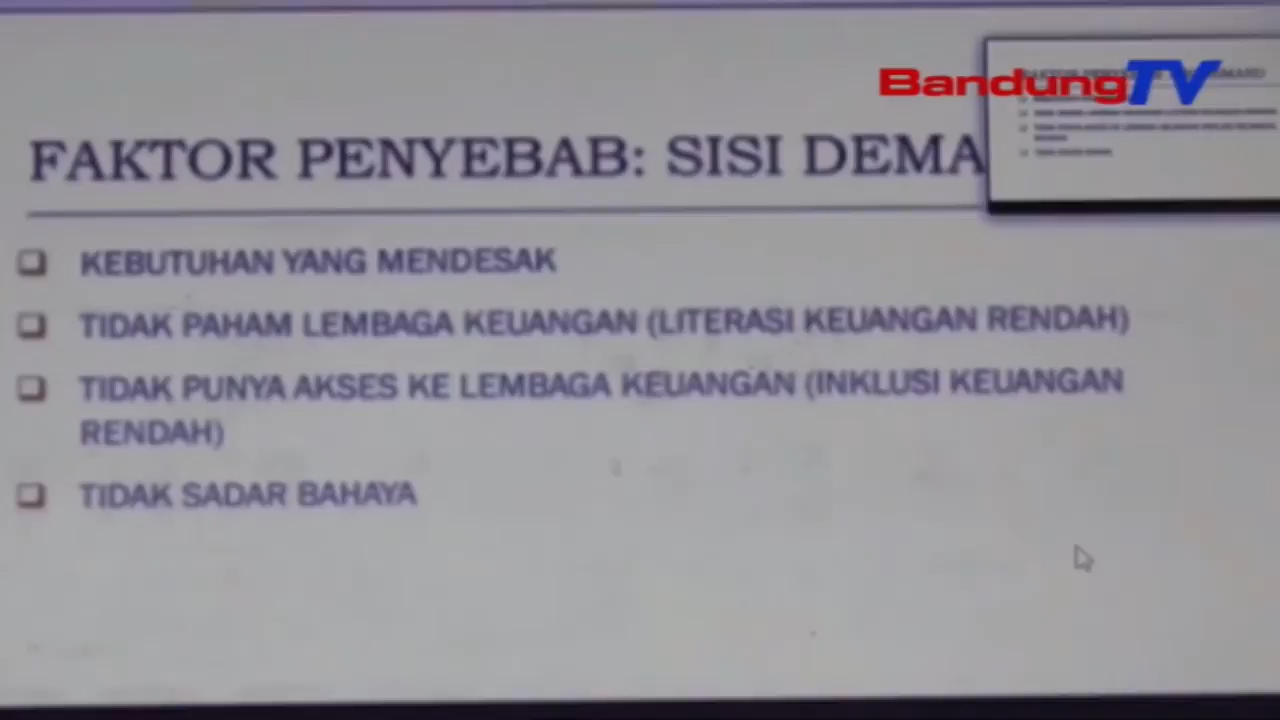 BandungTV
FAKTOR PENYEBAB: SISI DEMA
KEBUTUHAN YANG MENDESAK
TIDAK PAHAM LEMBAGA KEUANGAN (LITERASI KEUANGAN RENDAH)
TIDAK PUNYA AKSES KE LEMBAGA KEUANGAN (INKLUSI KEUANGAN
RENDAH)
TIDAK SADAR BAHAYA